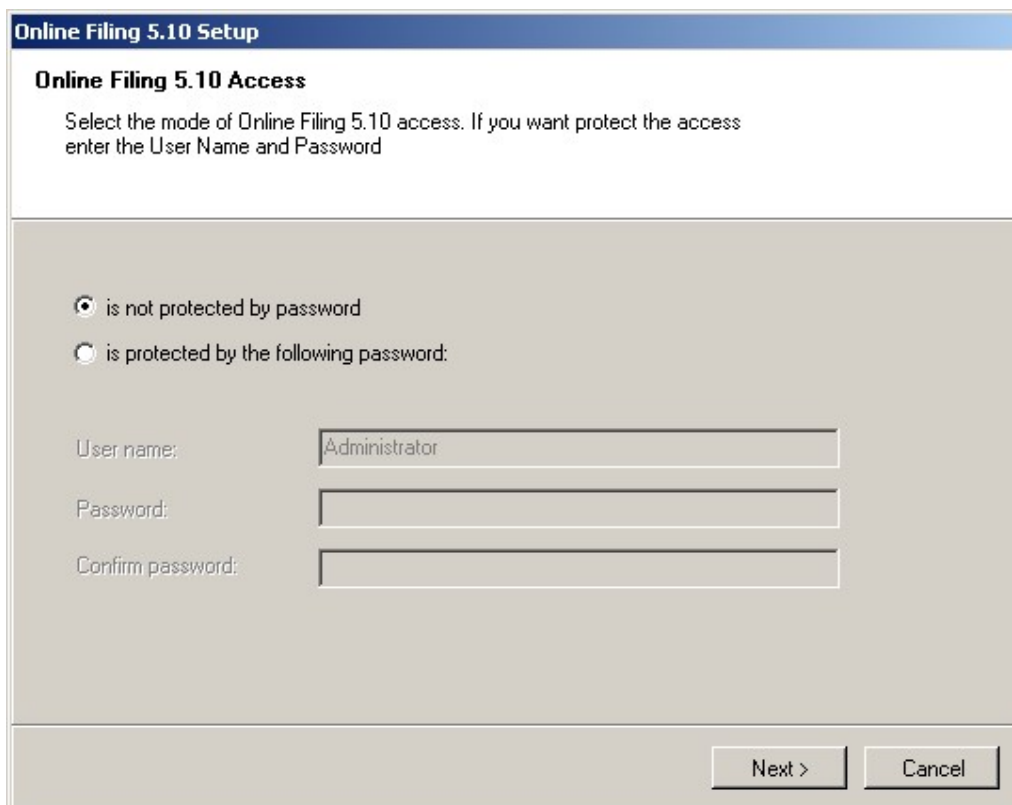 Online Filing 5.10 Setup
Online Filing 5.10 Access
Select the mode of Online Filing 5.10 access. If you want protect the access
enter the User Name and Password
is not protected by password
is protected by the following password:
User name:
Administrator
Password:
Confirm password:
Next >
Cancel